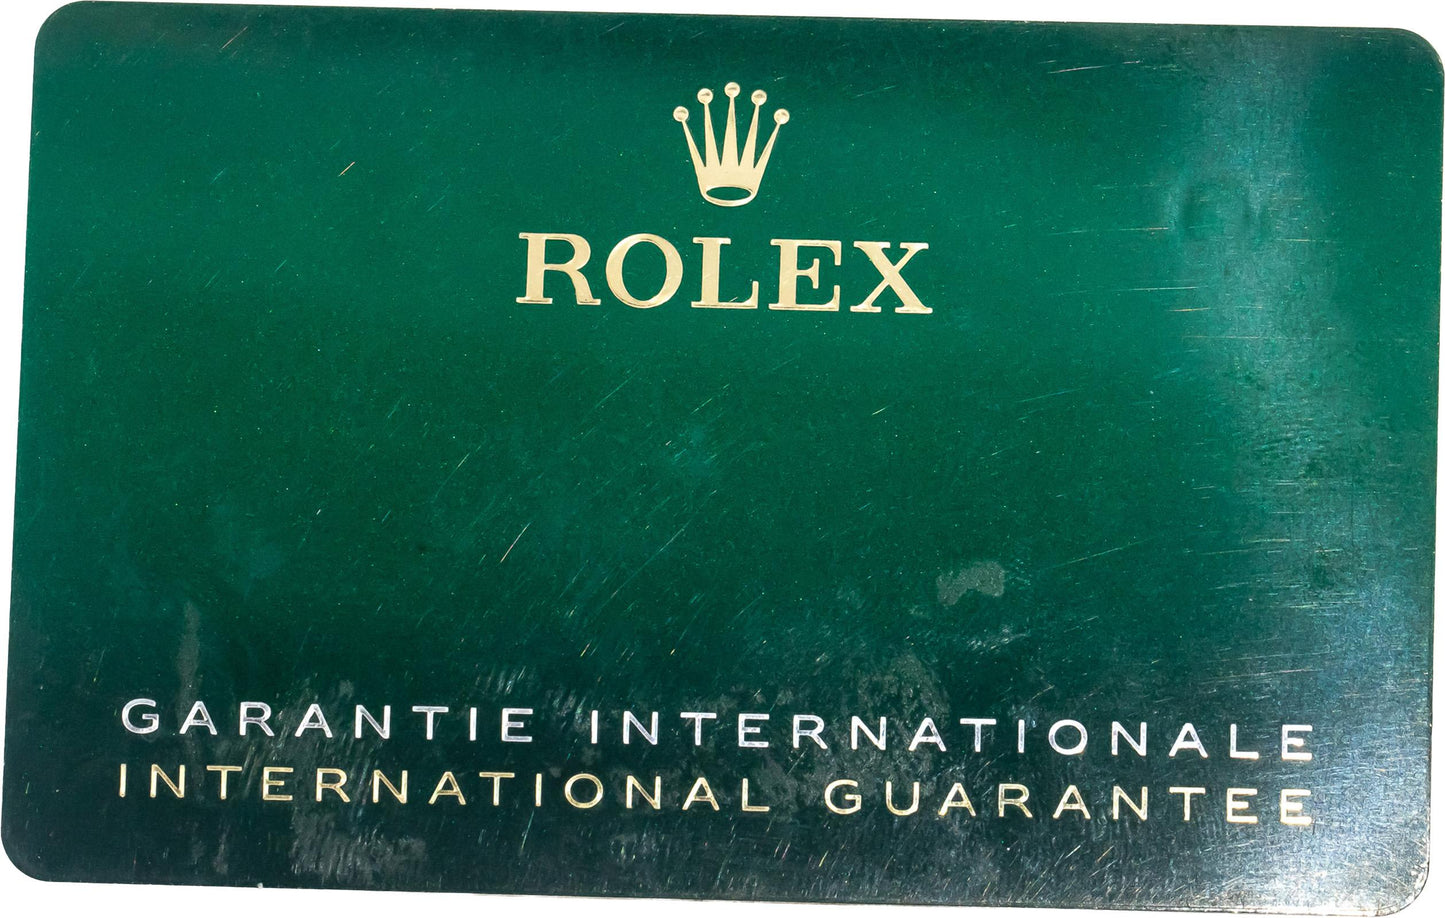 ROLEX
GARANTIE INTERNATIONALE
INTERNATIONAL GUARANTEE